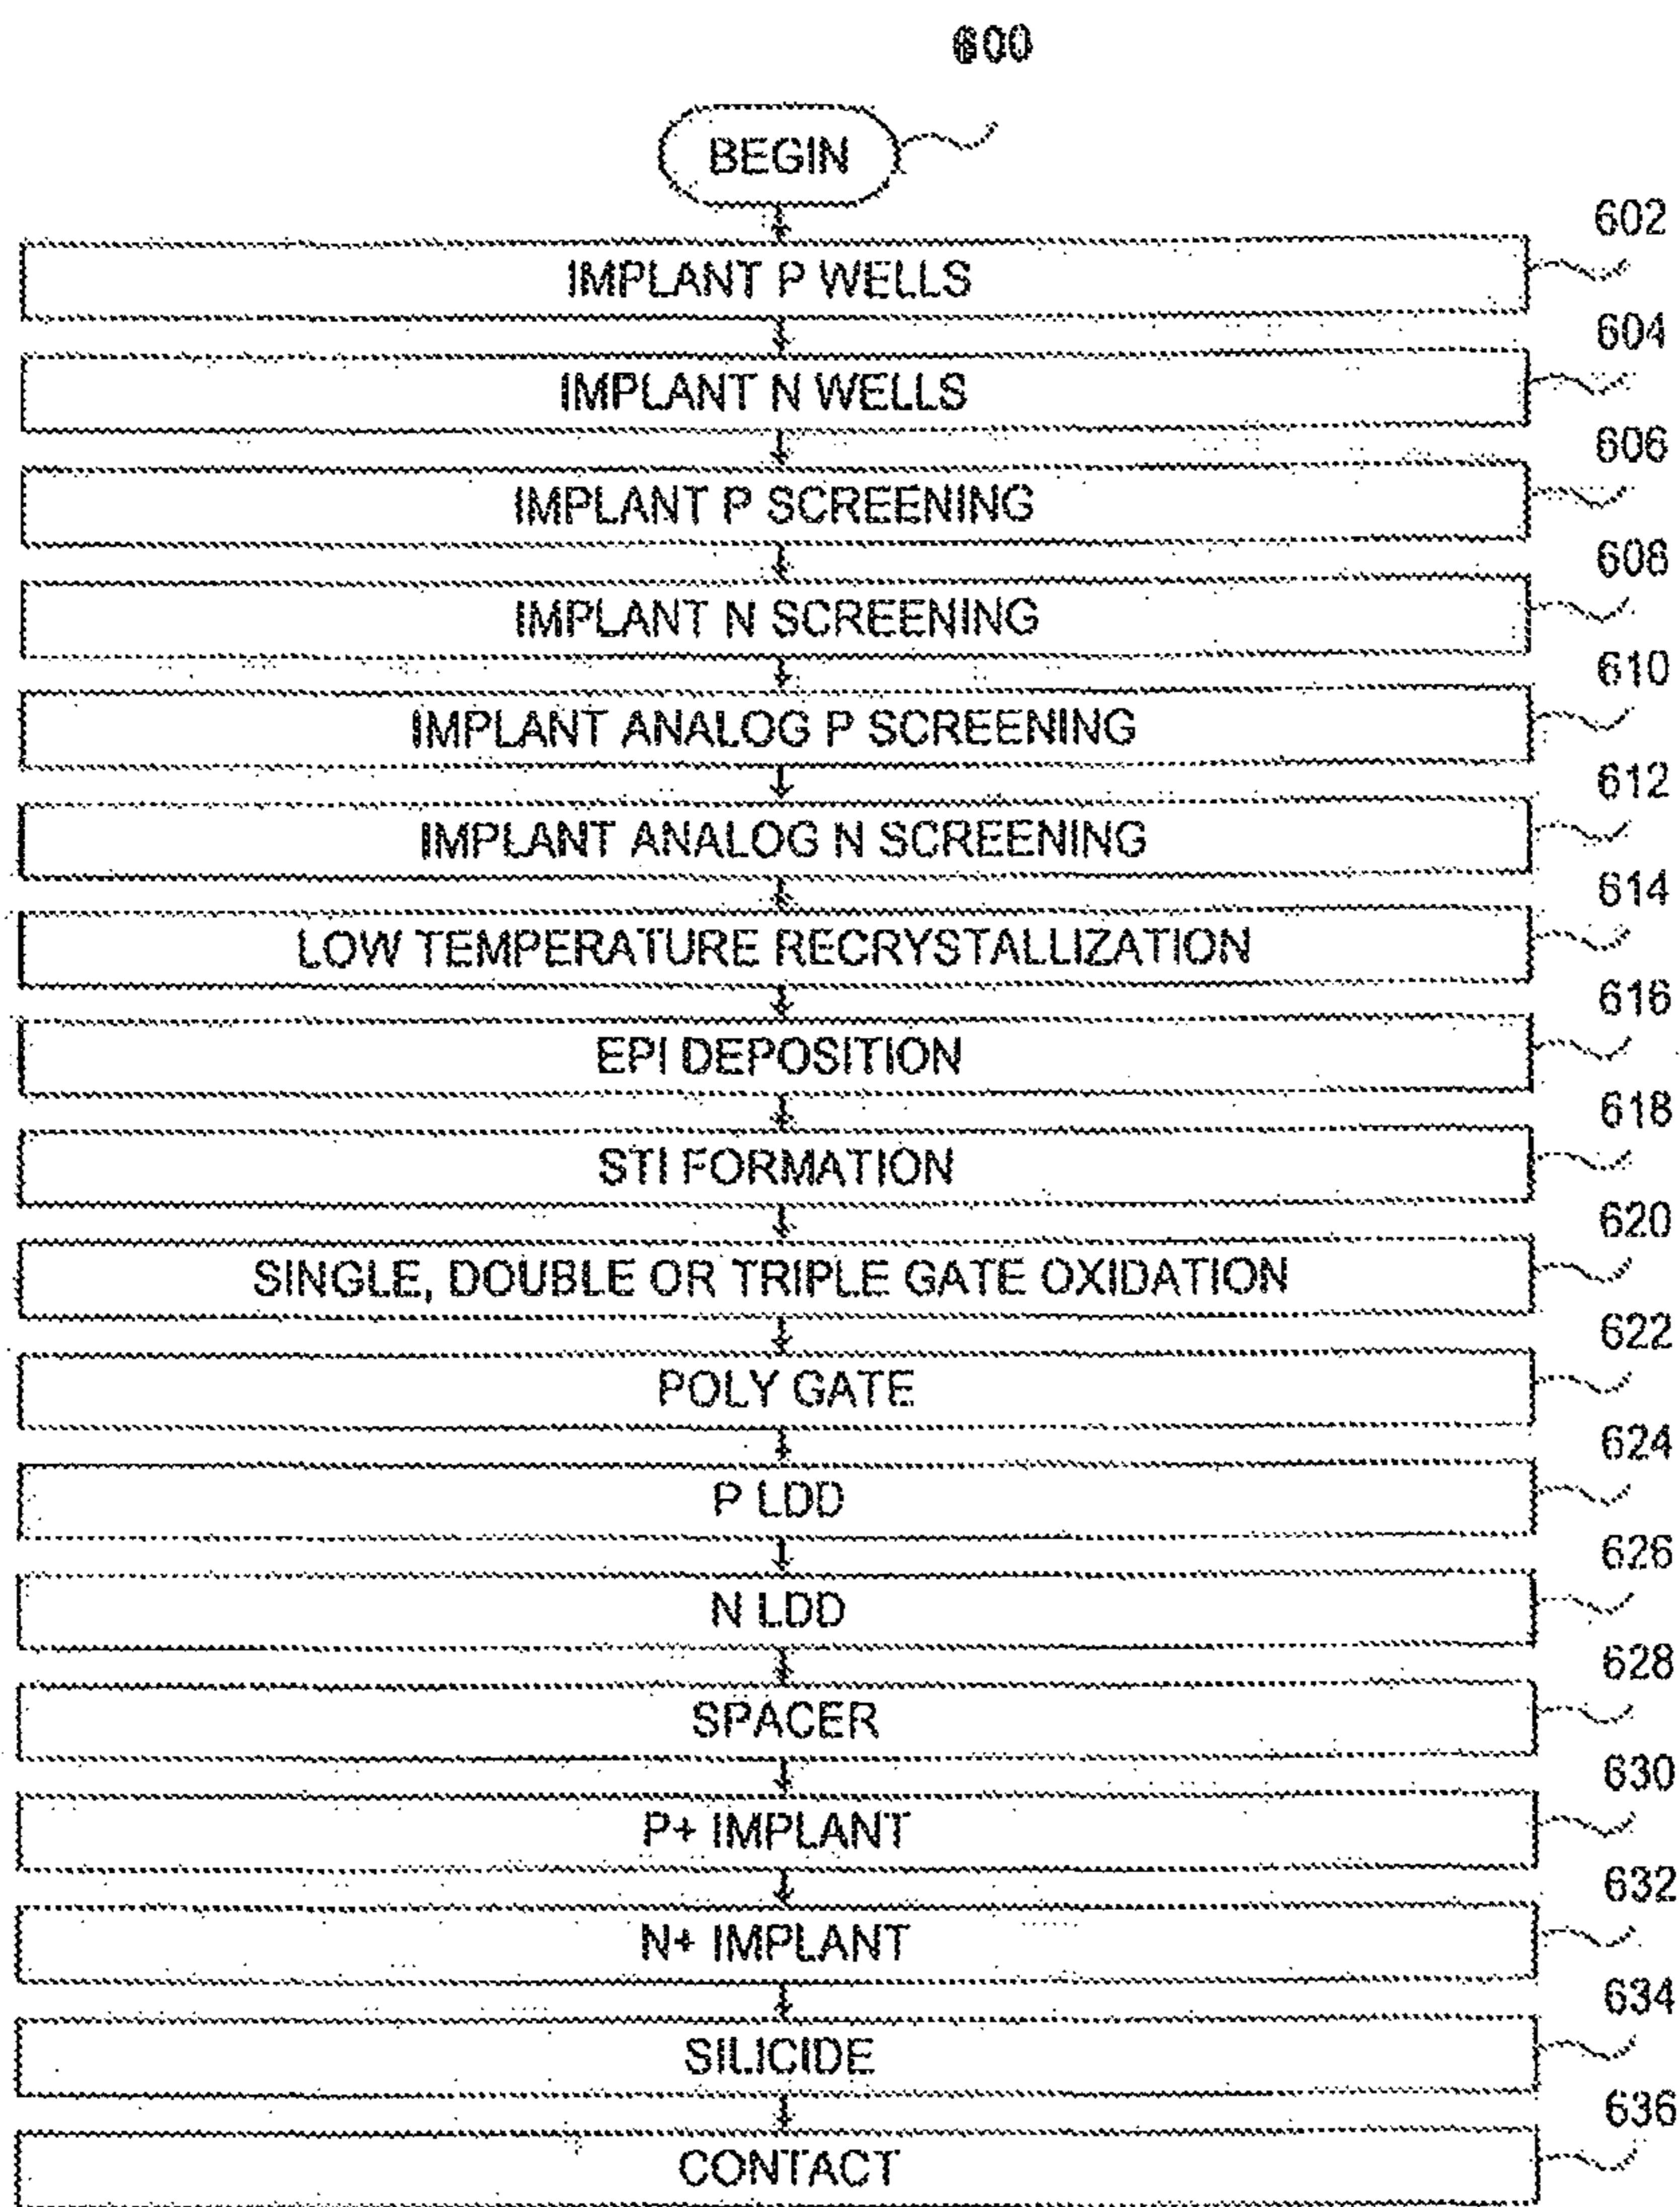 600
BEGIN
602
IMPLANT P WELLS
604
IMPLANT N WELLS
606
IMPLANT P SCREENING
608
IMPLANT N SCREENING
610
IMPLANT ANALOG P SCREENING
612
IMPLANT ANALOG N SCREENING
614
LOW TEMPERATURE RECRYSTALLIZATION
616
EPI DEPOSITION
618
STI FORMATION
620
SINGLE, DOUBLE OR TRIPLE GATE OXIDATION
622
POLY GATE
624
P LDD
626
N LDD
628
SPACER
630
P+ IMPLANT
632
N+ IMPLANT
634
SILICIDE
636
CONTACT